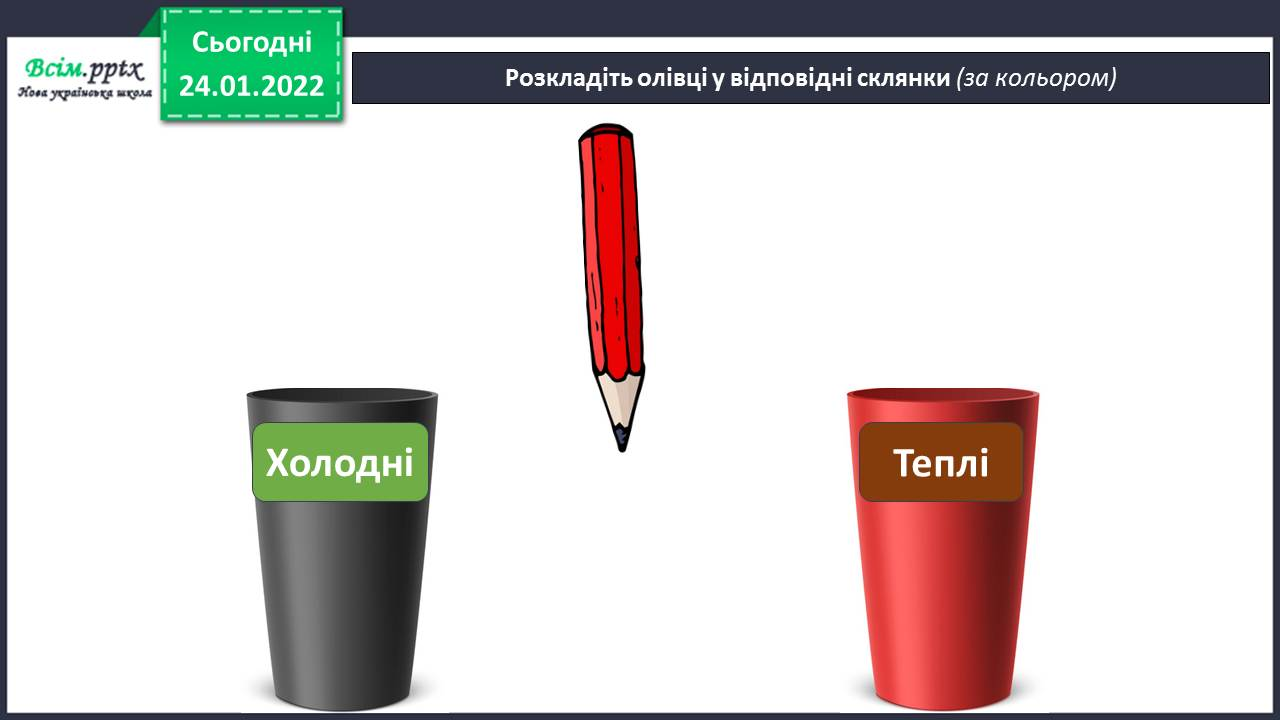 Всім.pptx
Нова українська школа
Сьогодні
24.01.2022
Розкладіть олівці у відповідні склянки (за кольором)
Холодні
Теплі